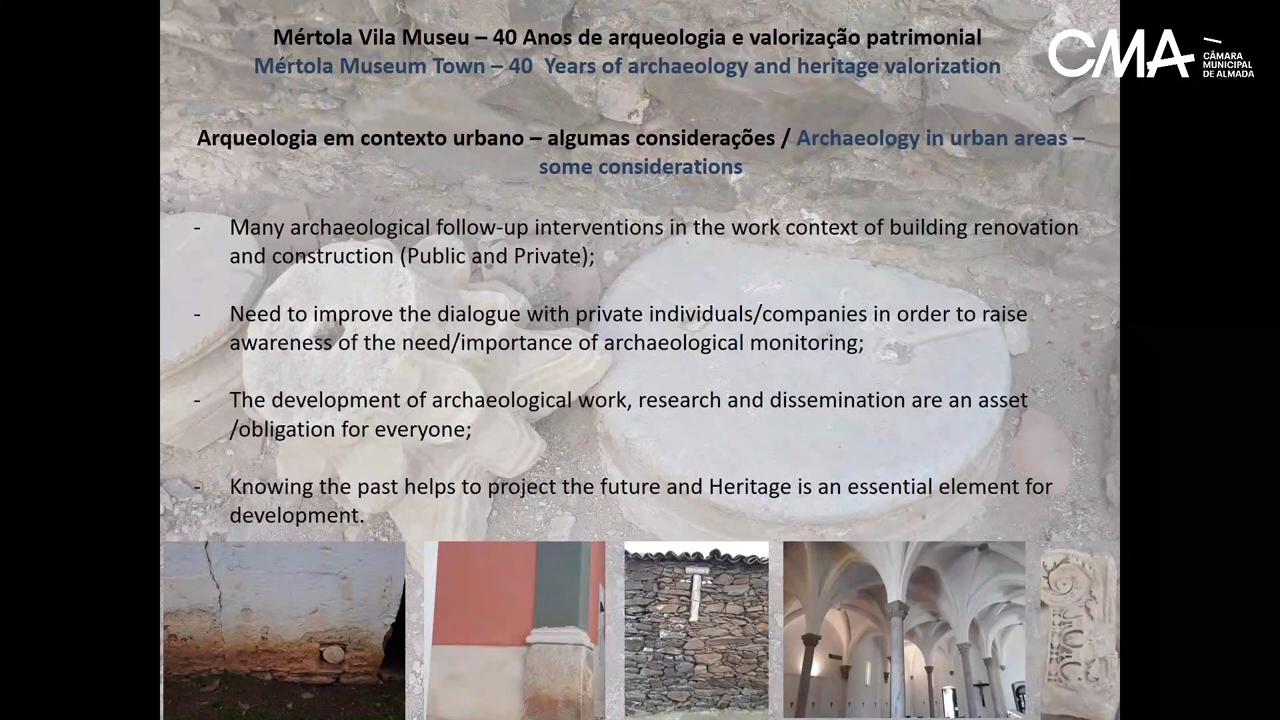 Mértola Vila Museu – 40 Anos de arqueologia e valorização patrimonial
Mértola Museum Town – 40 Years of archaeology and heritage valorization
CMA CÂMARA
MUNICIPAL
DE ALMADA
Arqueologia em contexto urbano – algumas considerações / Archaeology in urban areas –
some considerations
- Many archaeological follow-up interventions in the work context of building renovation
and construction (Public and Private);
- Need to improve the dialogue with private individuals/companies in order to raise
awareness of the need/importance of archaeological monitoring;
- The development of archaeological work, research and dissemination are an asset
/obligation for everyone;
- Knowing the past helps to project the future and Heritage is an essential element for
development.